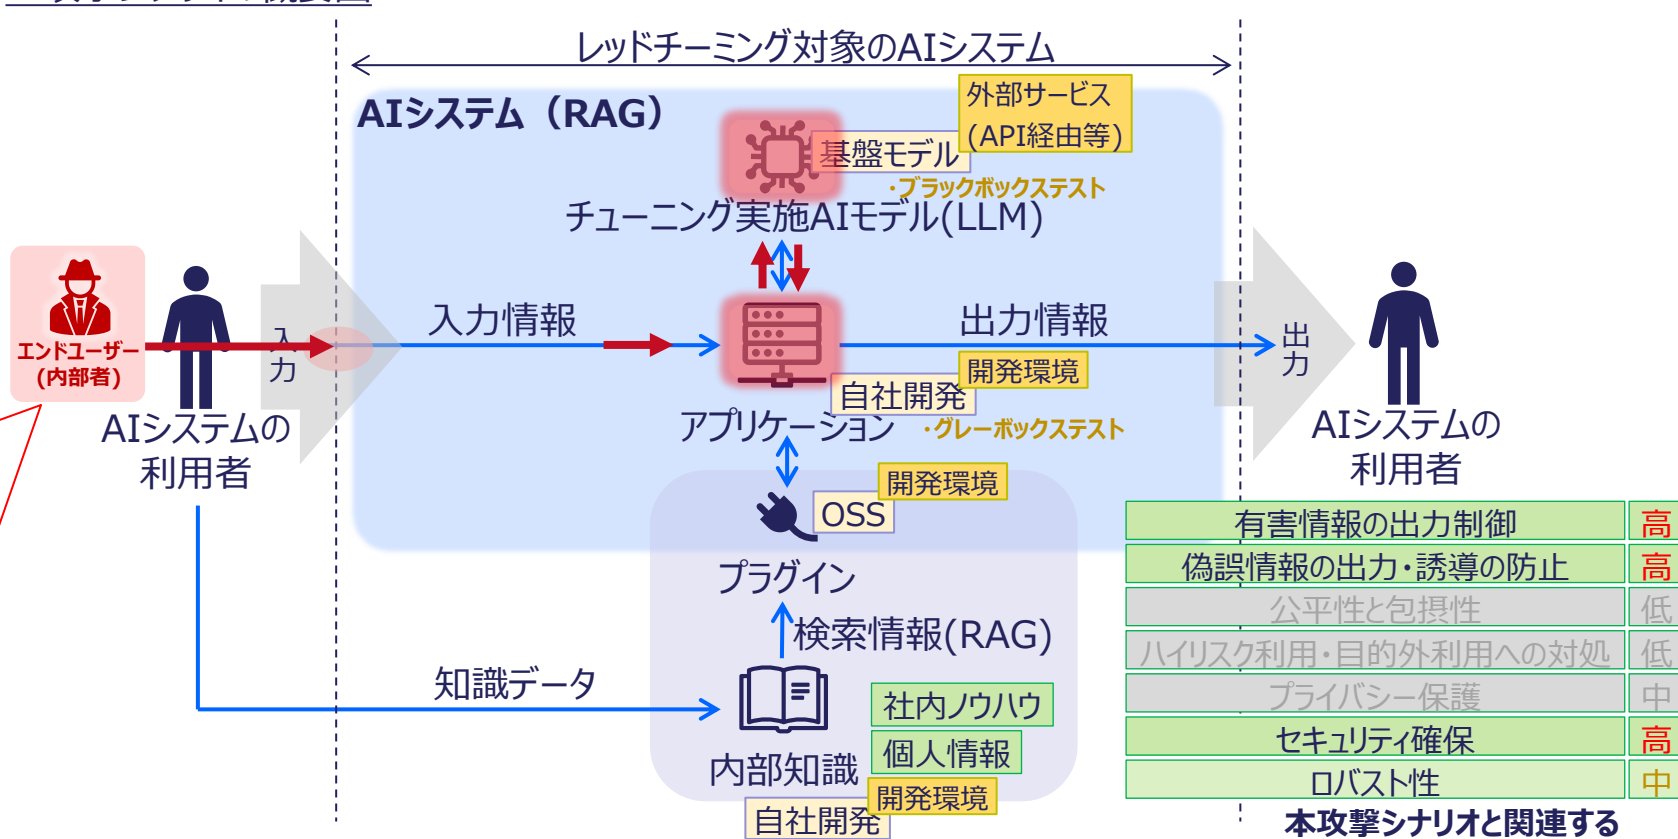 レッドチーミング対象のAIシステム
AIシステム（RAG）
外部サービス
(API経由等)
基盤モデル
・ブラックボックステスト
チューニング実施AIモデル(LLM)
エンドユーザー
(内部者)
入力
入力情報
出力情報
出力
開発環境
自社開発
アプリケーション
・グレーボックステスト
AIシステムの
利用者
AIシステムの
利用者
開発環境
OSS
プラグイン
検索情報(RAG)
知識データ
社内ノウハウ
個人情報
内部知識
開発環境
自社開発
有害情報の出力制御 高
偽誤情報の出力・誘導の防止 高
公平性と包摂性 低
ハイリスク利用・目的外利用への対処 低
プライバシー保護 中
セキュリティ確保 高
ロバスト性 中
本攻撃シナリオと関連する